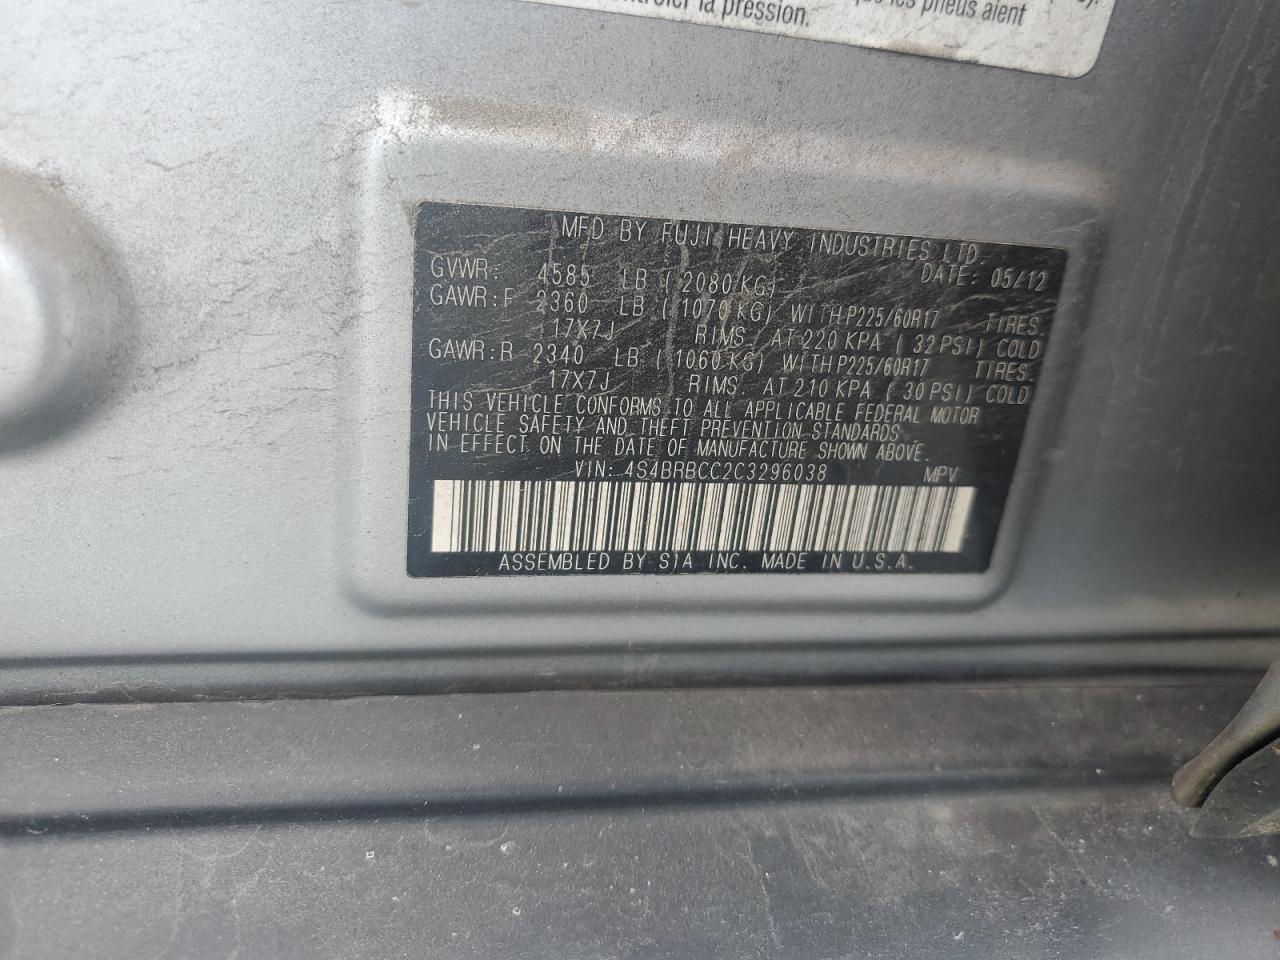 que les pneus aient
la pression.
MFD BY FUJI HEAVY INDUSTRIES LTD.
DATE: 05/12
GVWR: 4585 LB (2080 KG)
GAWR:F 2360 LB (1070 KG) WITH P225/60R17 TIRES.
17X7J RIMS AT 220 KPA (32 PSI) COLD
GAWR:R 2340 LB (1060 KG) WITH P225/60R17 TIRES.
17X7J RIMS AT 210 KPA (30 PSI) COLD
THIS VEHICLE CONFORMS TO ALL APPLICABLE FEDERAL MOTOR
VEHICLE SAFETY AND THEFT PREVENTION STANDARDS
IN EFFECT ON THE DATE OF MANUFACTURE SHOWN ABOVE.
VIN: 4S4BRBCC2C3296038 MPV
ASSEMBLED BY SIA INC. MADE IN U.S.A.